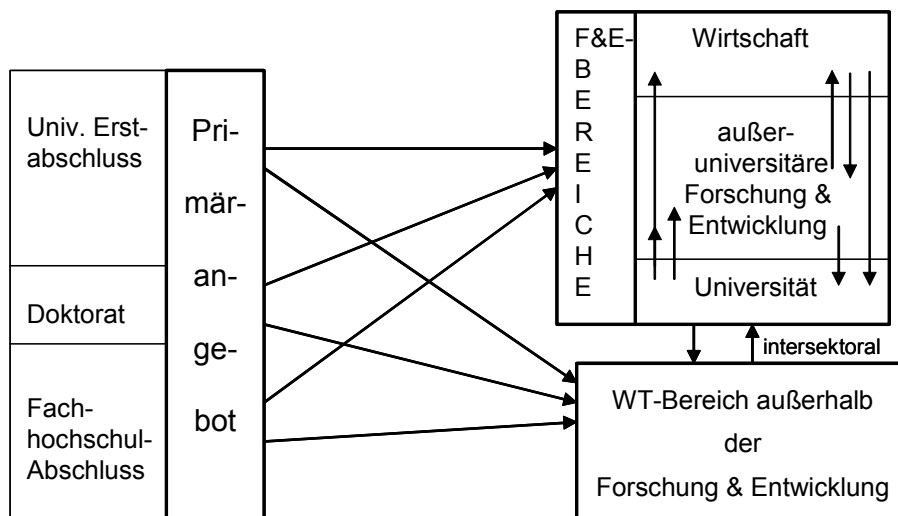 Univ. Erst-
abschluss
Doktorat
Fach-
hochschul-
Abschluss
Pri-
mär-
an-
ge-
bot
F&E-
B
E
R
E
I
C
H
E
Wirtschaft
außer-
universitäre
Forschung &
Entwicklung
Universität
intersektoral
WT-Bereich außerhalb
der
Forschung & Entwicklung